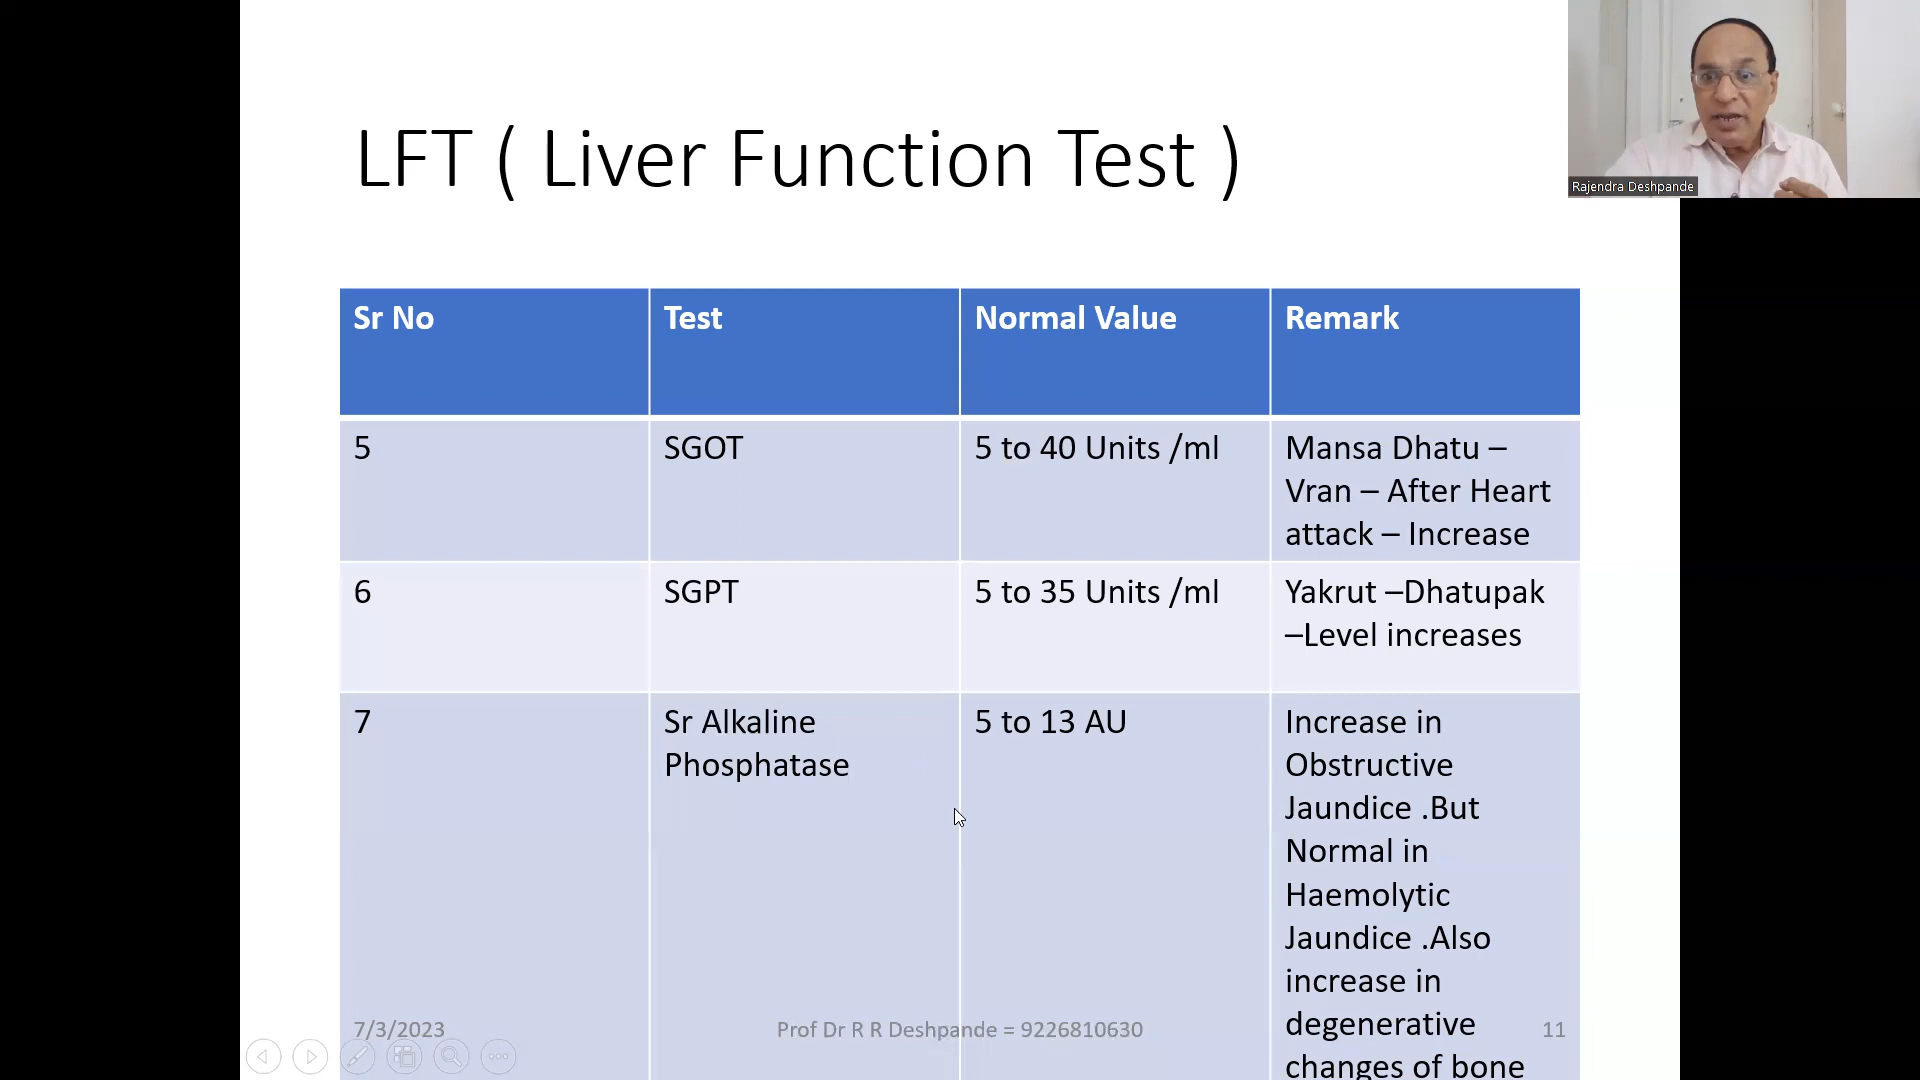 LFT ( Liver Function Test )
Rajendra Deshpande
Sr No
Test
Normal Value
Remark
5
SGOT
5 to 40 Units /ml
Mansa Dhatu –
Vran – After Heart
attack – Increase
6
SGPT
5 to 35 Units /ml
Yakrut –Dhatupak
–Level increases
7
Sr Alkaline
Phosphatase
5 to 13 AU
Increase in
Obstructive
Jaundice .But
Normal in
Haemolytic
Jaundice .Also
increase in
degenerative
changes of bone
7/3/2023
Prof Dr R R Deshpande = 9226810630
11